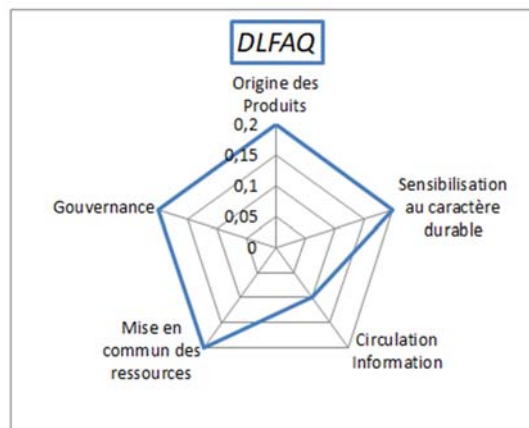 DLFAQ
Origine des
Produits
0,2
0,15
0,1
0,05
0
Sensibilisation
au caractère
durable
Circulation
Information
Mise en
commun des
ressources
Gouvernance